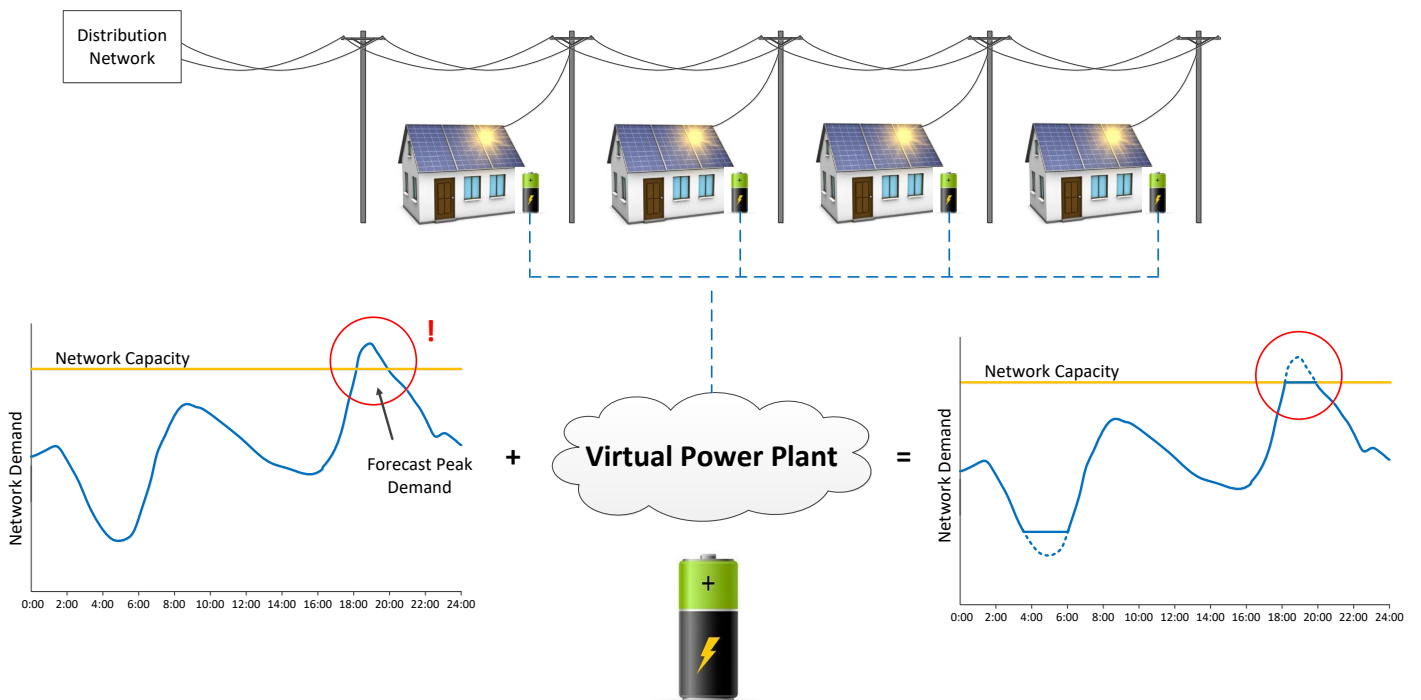 Distribution
Network
+
+
+
+
!
Network Capacity
Network Demand
Forecast Peak
Demand
0:00 2:00 4:00 6:00 8:00 10:00 12:00 14:00 16:00 18:00 20:00 22:00 24:00
+
Virtual Power Plant
+
=
Network Capacity
Network Demand
0:00 2:00 4:00 6:00 8:00 10:00 12:00 14:00 16:00 18:00 20:00 22:00 24:00